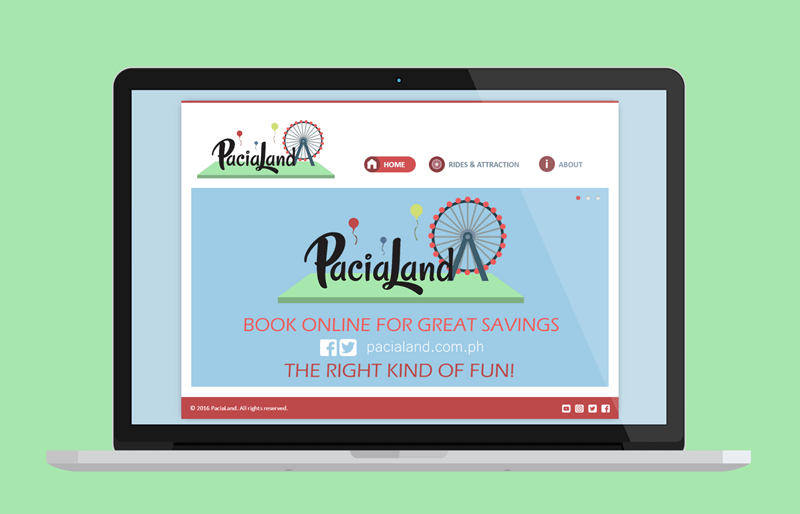 PaciaLand
HOME
RIDES & ATTRACTION
i ABOUT
PaciaLand
BOOK ONLINE FOR GREAT SAVINGS
pacialand.com.ph
THE RIGHT KIND OF FUN!
© 2016 PaciaLand. All rights reserved.